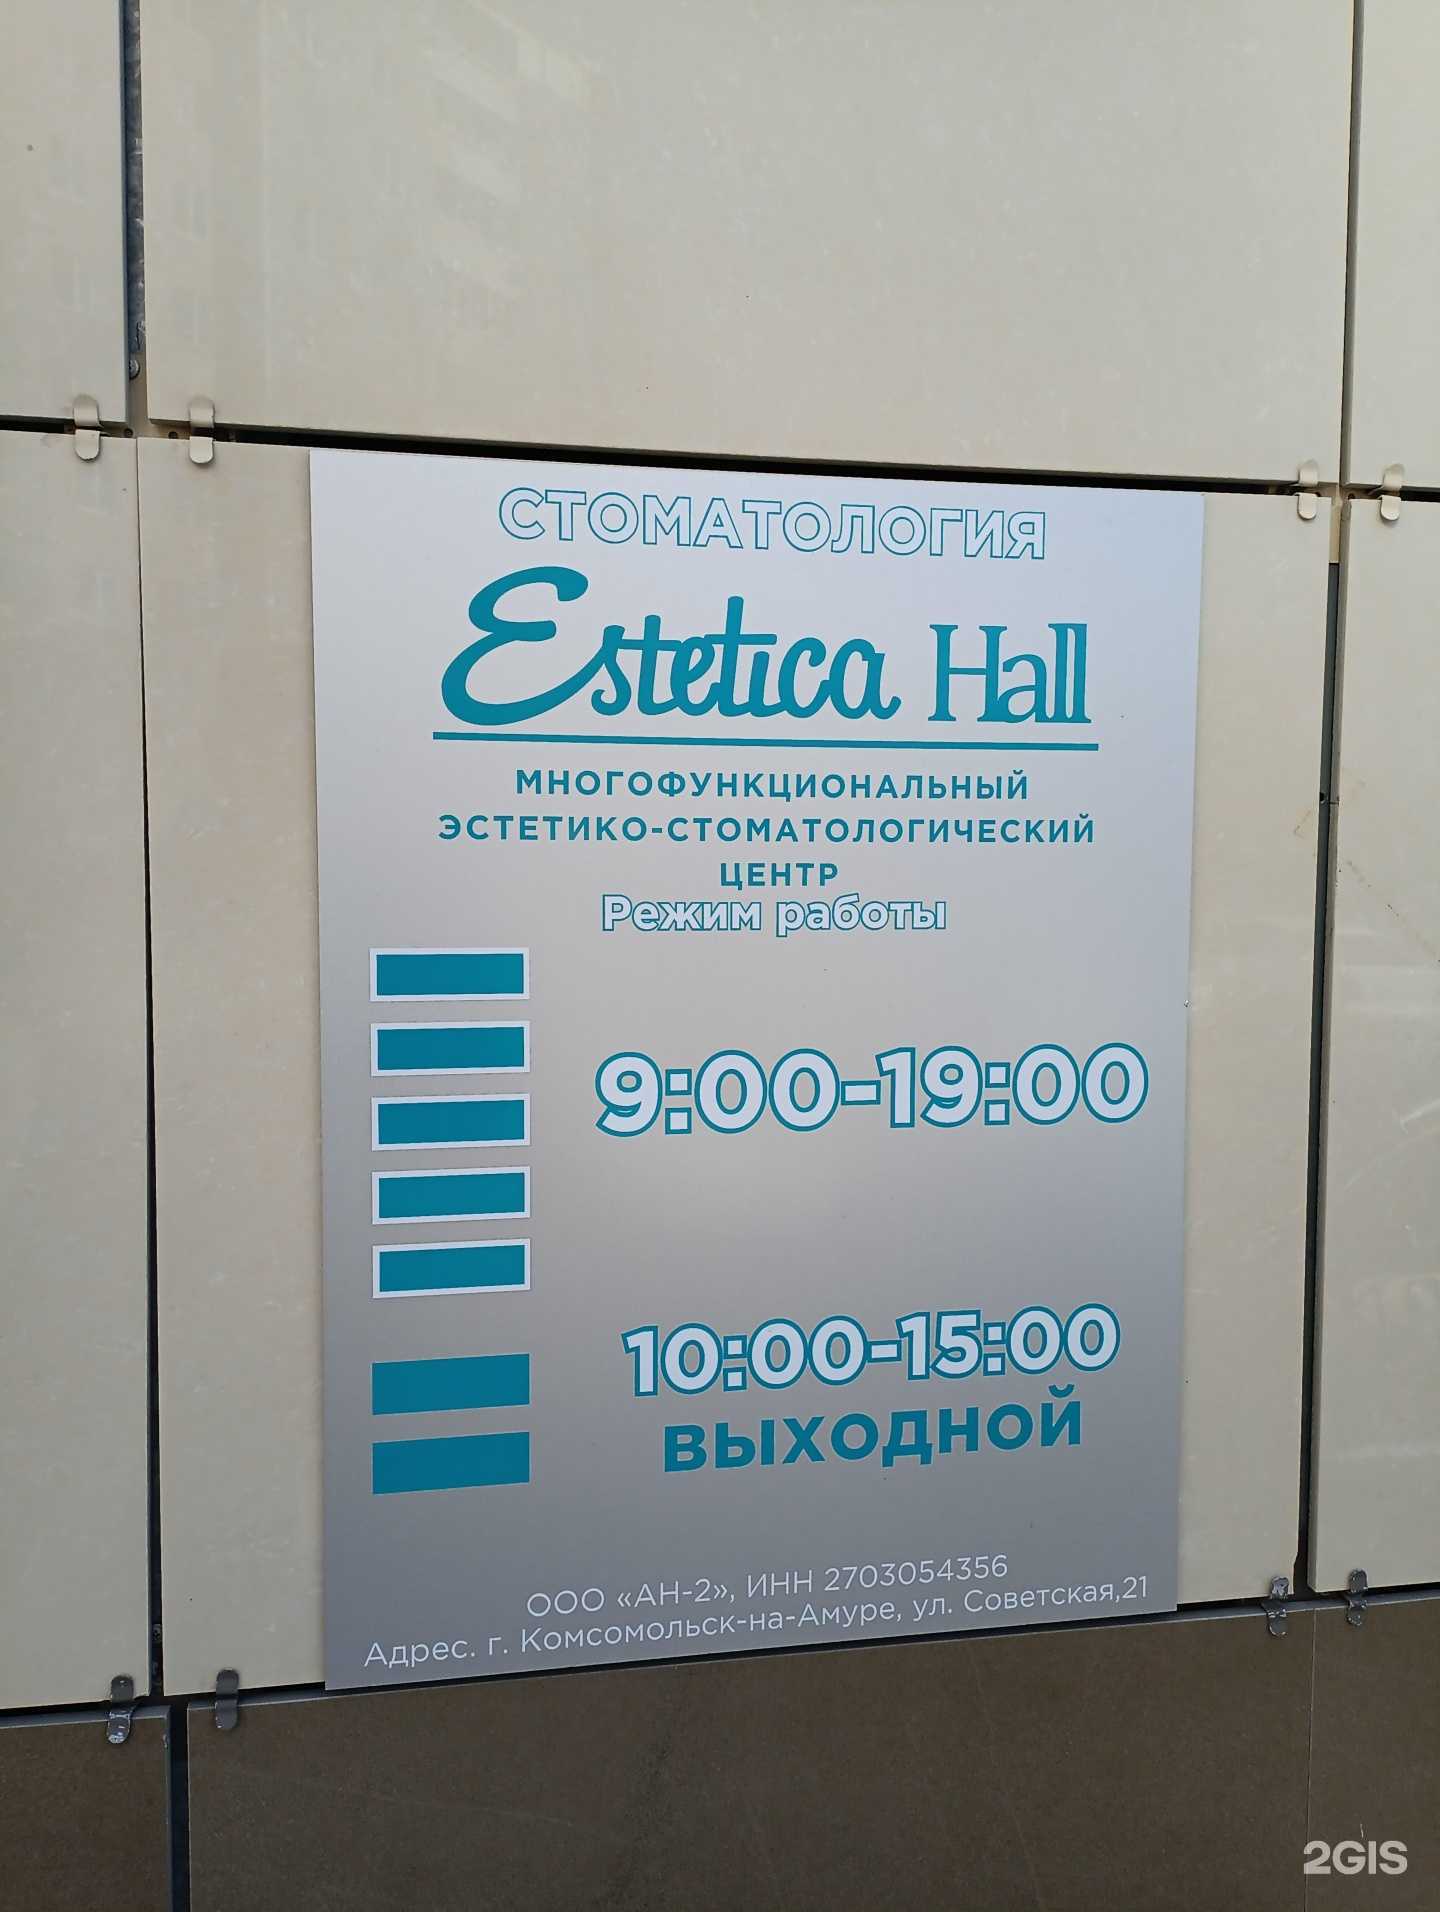 СТОМАТОЛОГИЯ
Estetica Hall
МНОГОФУНКЦИОНАЛЬНЫЙ
ЭСТЕТИКО-СТОМАТОЛОГИЧЕСКИЙ
ЦЕНТР
Режим работы
9:00-19:00
10:00-15:00
ВЫХОДНОЙ
ООО «АН-2», ИНН 2703054356
Адрес. г. Комсомольск-на-Амуре, ул. Советская,21
2GIS